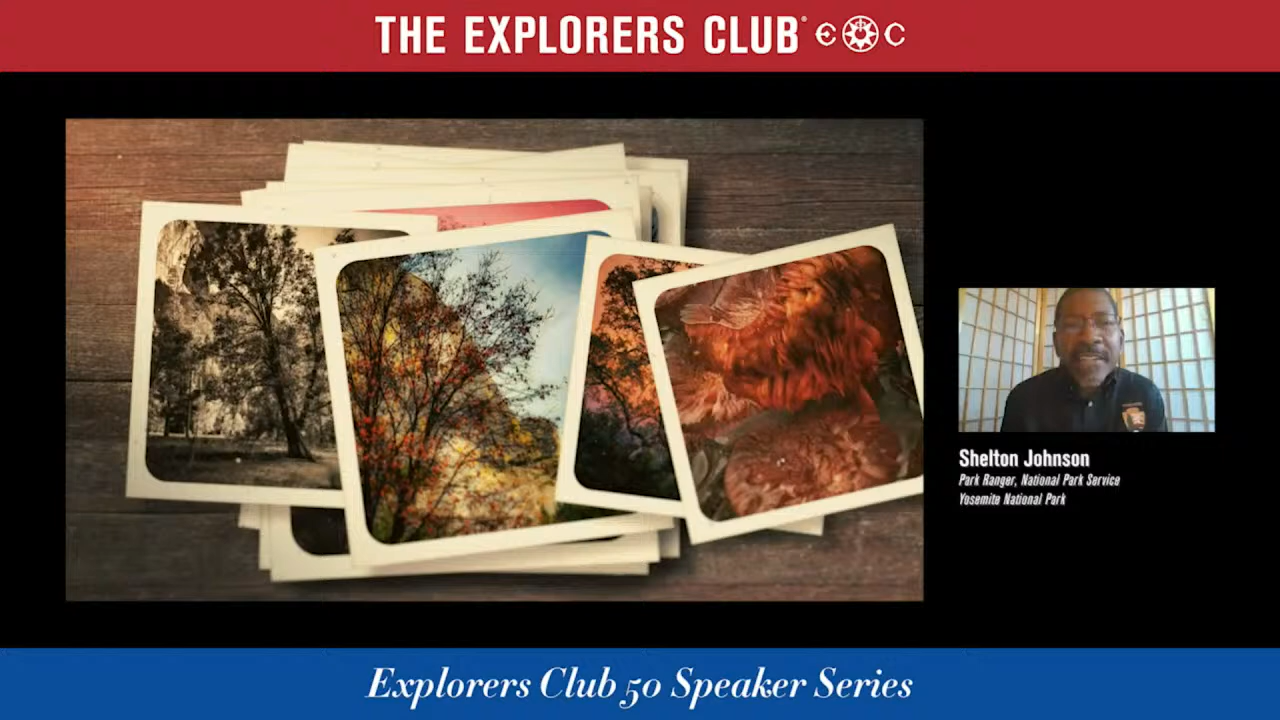 THE EXPLORERS CLUB
Shelton Johnson
Park Ranger, National Park Service
Yosemite National Park
Explorers Club 50 Speaker Series